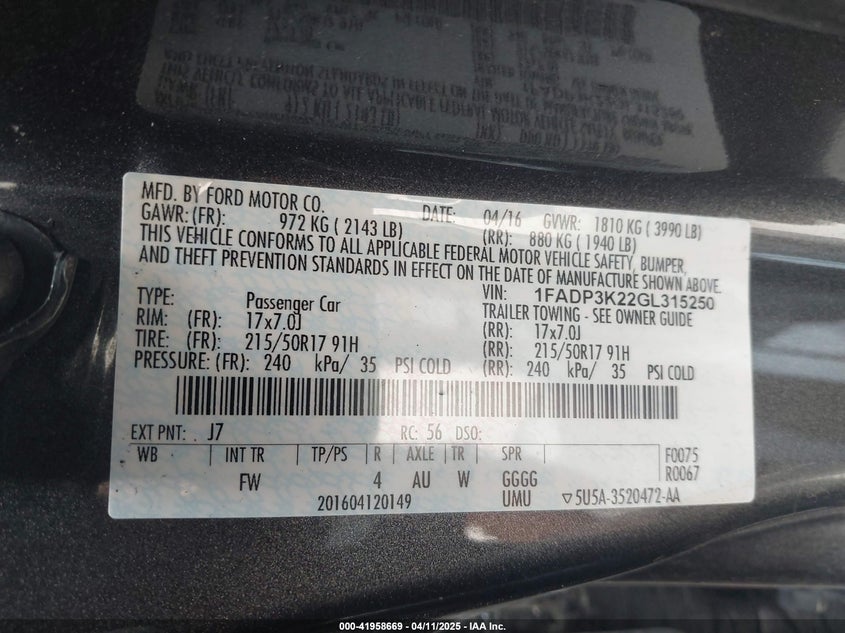 MFD. BY FORD MOTOR CO. DATE: 04/16 GVWR: 1810 KG ( 3990 LB)
GAWR: (FR): 972 KG ( 2143 LB) (RR): 880 KG ( 1940 LB)
THIS VEHICLE CONFORMS TO ALL APPLICABLE FEDERAL MOTOR VEHICLE SAFETY, BUMPER,
AND THEFT PREVENTION STANDARDS IN EFFECT ON THE DATE OF MANUFACTURE SHOWN ABOVE.
VIN: 1FADP3K22GL315250
TYPE: Passenger Car TRAILER TOWING - SEE OWNER GUIDE
RIM: (FR): 17x7.0J (RR): 17x7.0J
TIRE: (FR): 215/50R17 91H (RR): 215/50R17 91H
PRESSURE: (FR): 240 kPa/ 35 PSI COLD (RR): 240 kPa/ 35 PSI COLD
EXT PNT: J7 RC: 56 DSO:
WB INT TR TP/PS R AXLE TR SPR F0075
FW 4 AU W GGGG R0067
201604120149 UMU ▽5U5A-3520472-AA
000-41958669 - 04/11/2025 - IAA Inc.